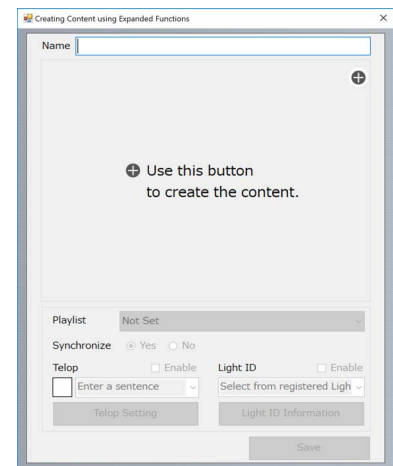 Creating Content using Expanded Functions
Name
Use this button
to create the content.
Playlist Not Set
Synchronize Yes No
Telop Enable Light ID Enable
Enter a sentence Select from registered Ligh
Telop Setting Light ID Information
Save